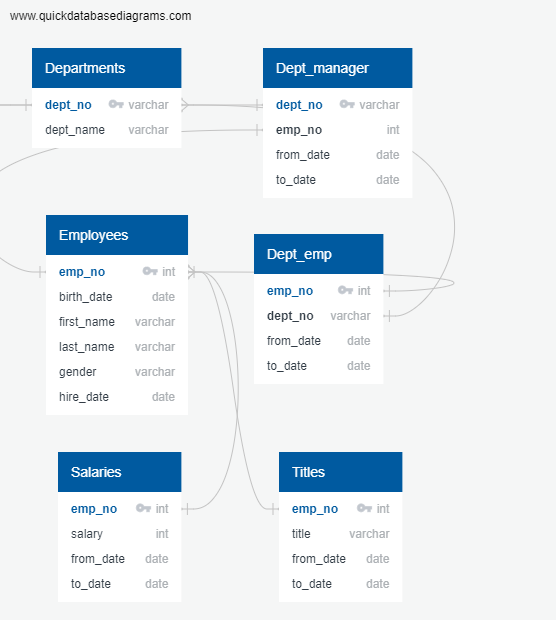 www.quickdatabasediagrams.com
Departments
dept_no varchar
dept_name varchar
Dept_manager
dept_no varchar
emp_no int
from_date date
to_date date
Employees
emp_no int
birth_date date
first_name varchar
last_name varchar
gender varchar
hire_date date
Dept_emp
emp_no int
dept_no varchar
from_date date
to_date date
Salaries
emp_no int
salary int
from_date date
to_date date
Titles
emp_no int
title varchar
from_date date
to_date date